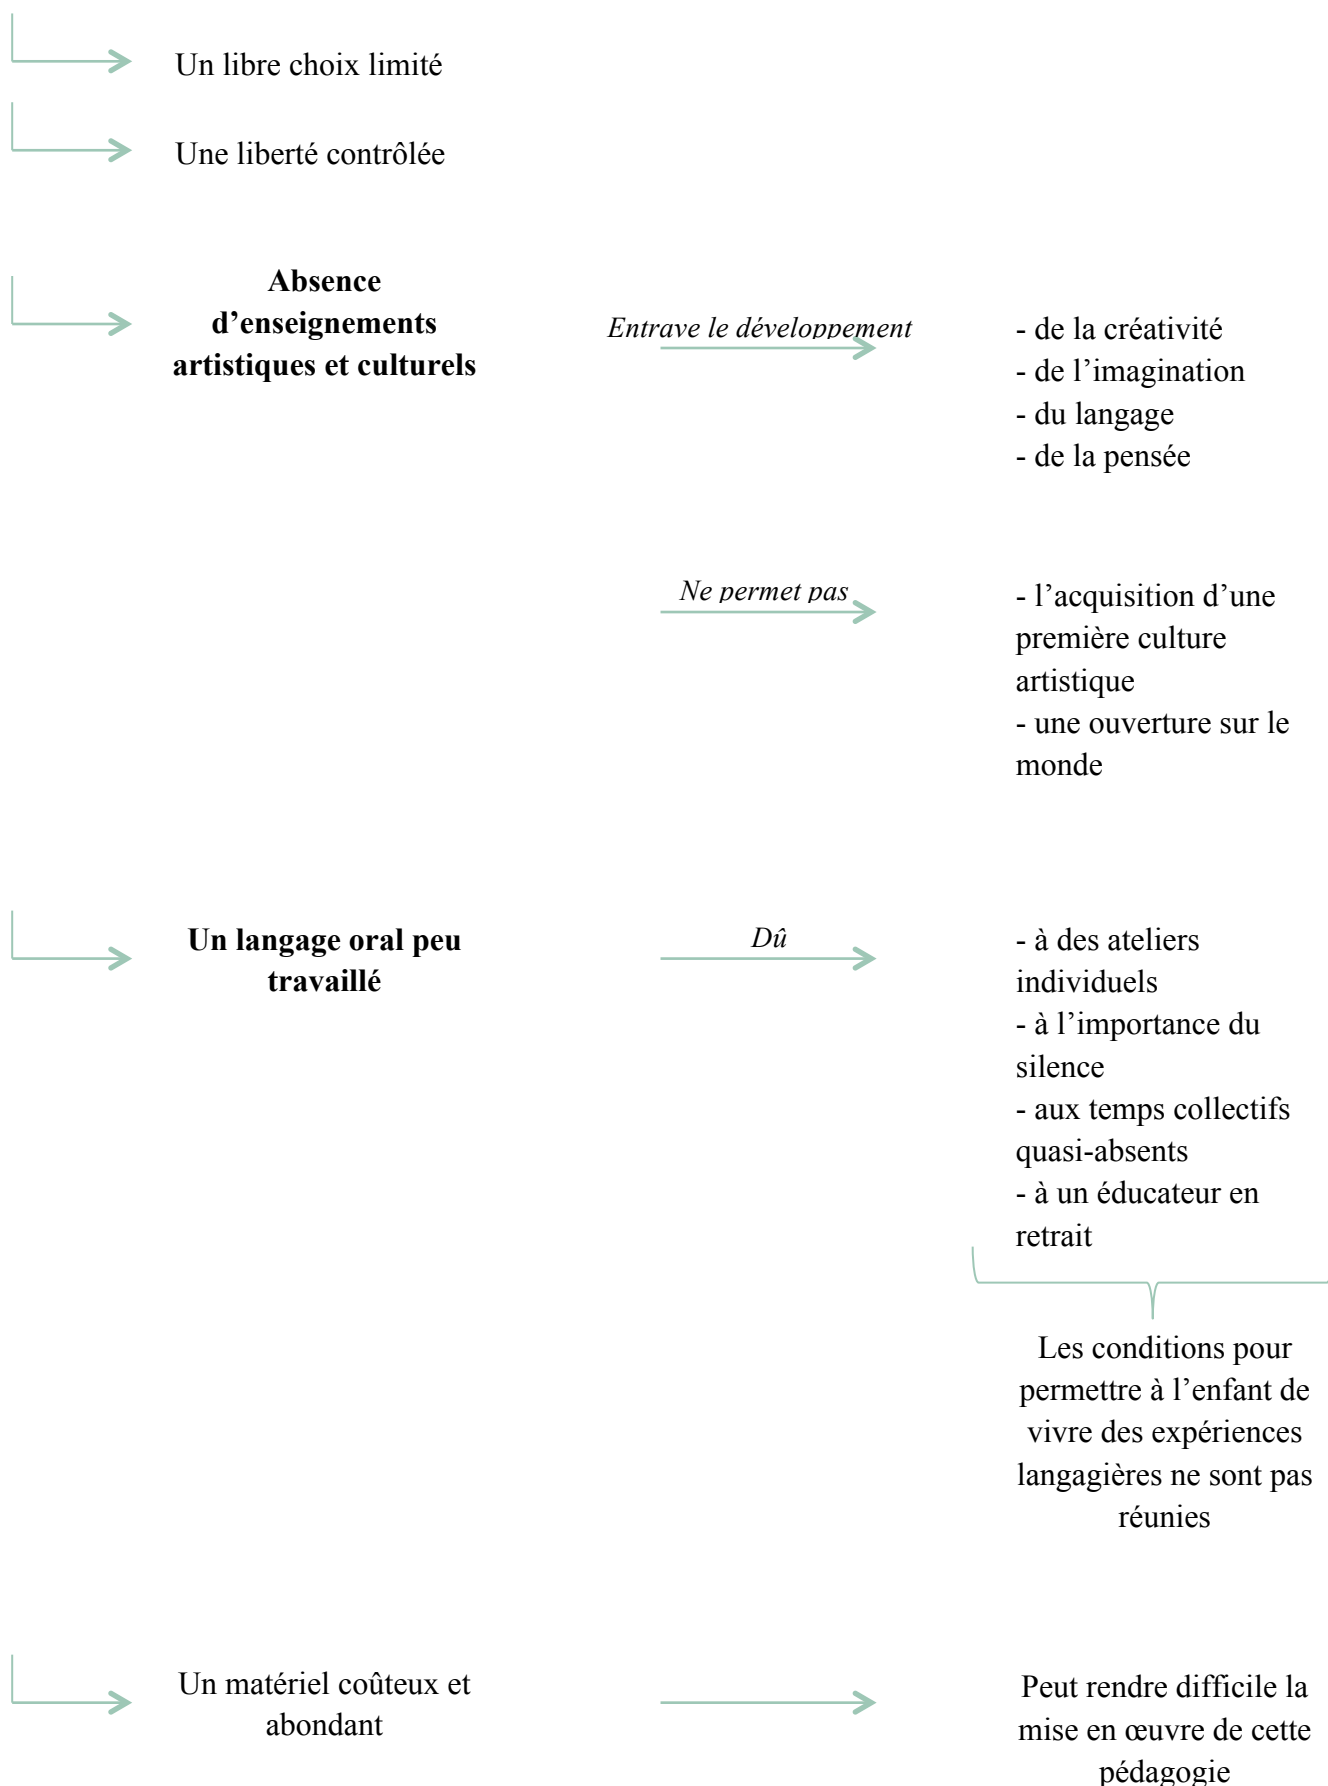 Un libre choix limité
Une liberté contrôlée
Absence
d’enseignements
artistiques et culturels
Entrave le développement
- de la créativité
- de l’imagination
- du langage
- de la pensée
Ne permet pas
- l’acquisition d’une
première culture
artistique
- une ouverture sur le
monde
Un langage oral peu
travaillé
Dû
- à des ateliers
individuels
- à l’importance du
silence
- aux temps collectifs
quasi-absents
- à un éducateur en
retrait
Les conditions pour
permettre à l’enfant de
vivre des expériences
langagières ne sont pas
réunies
Un matériel coûteux et
abondant
Peut rendre difficile la
mise en œuvre de cette
pédagogie